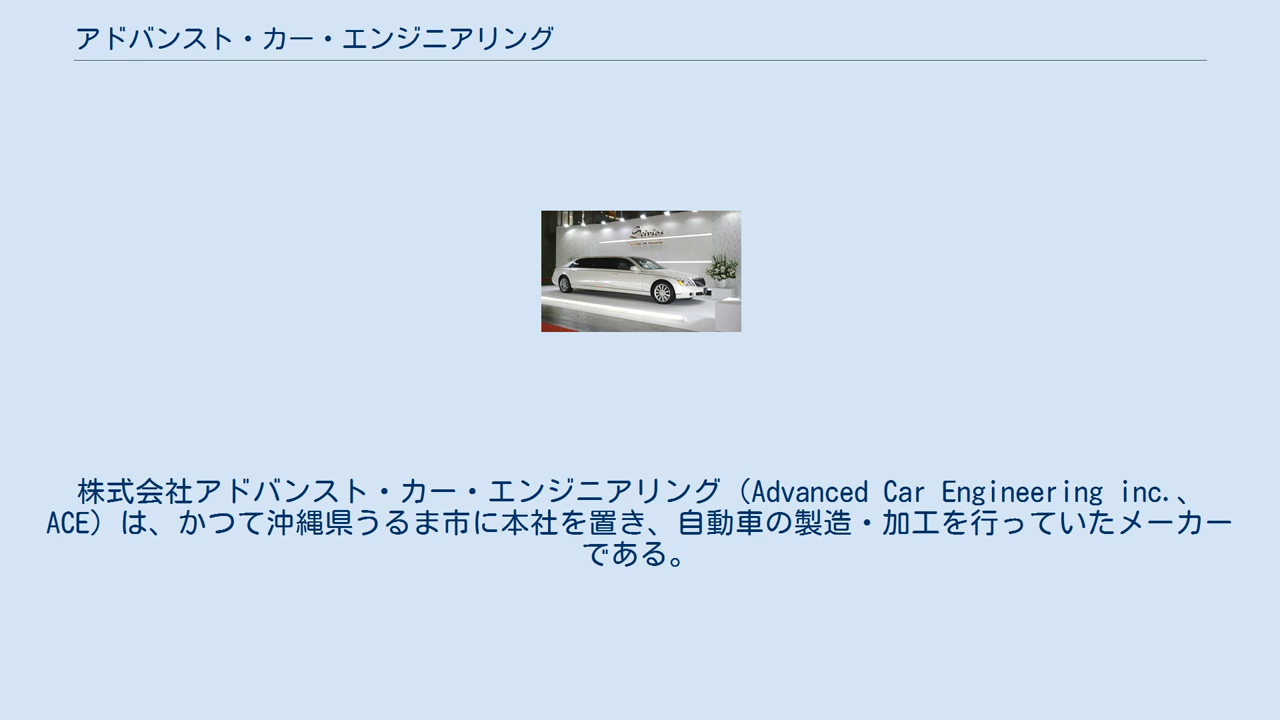 アドバンスト・カー・エンジニアリング
株式会社アドバンスト・カー・エンジニアリング（Advanced Car Engineering inc.、
ACE）は、かつて沖縄県うるま市に本社を置き、自動車の製造・加工を行っていたメーカー
である。